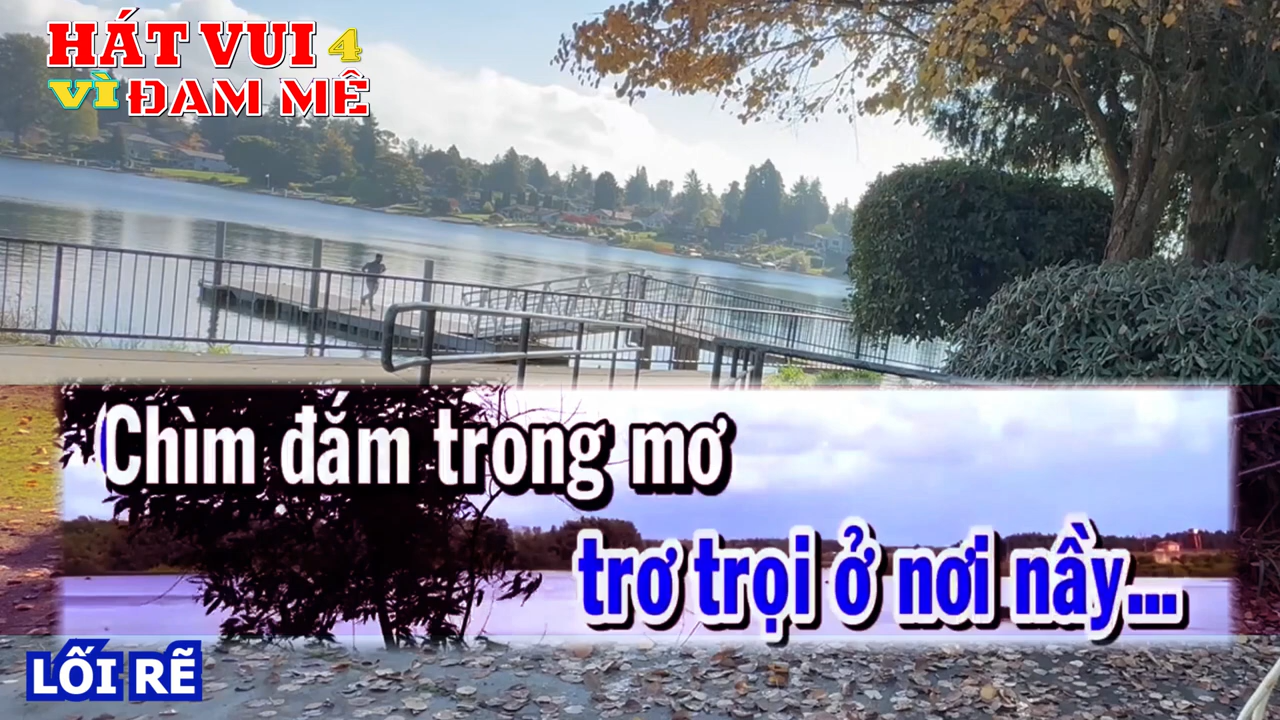 HÁT VUI 4
VÌ ĐAM MÊ
Chìm đắm trong mơ
trơ trọi ở nơi nầy...
LỐI RẼ